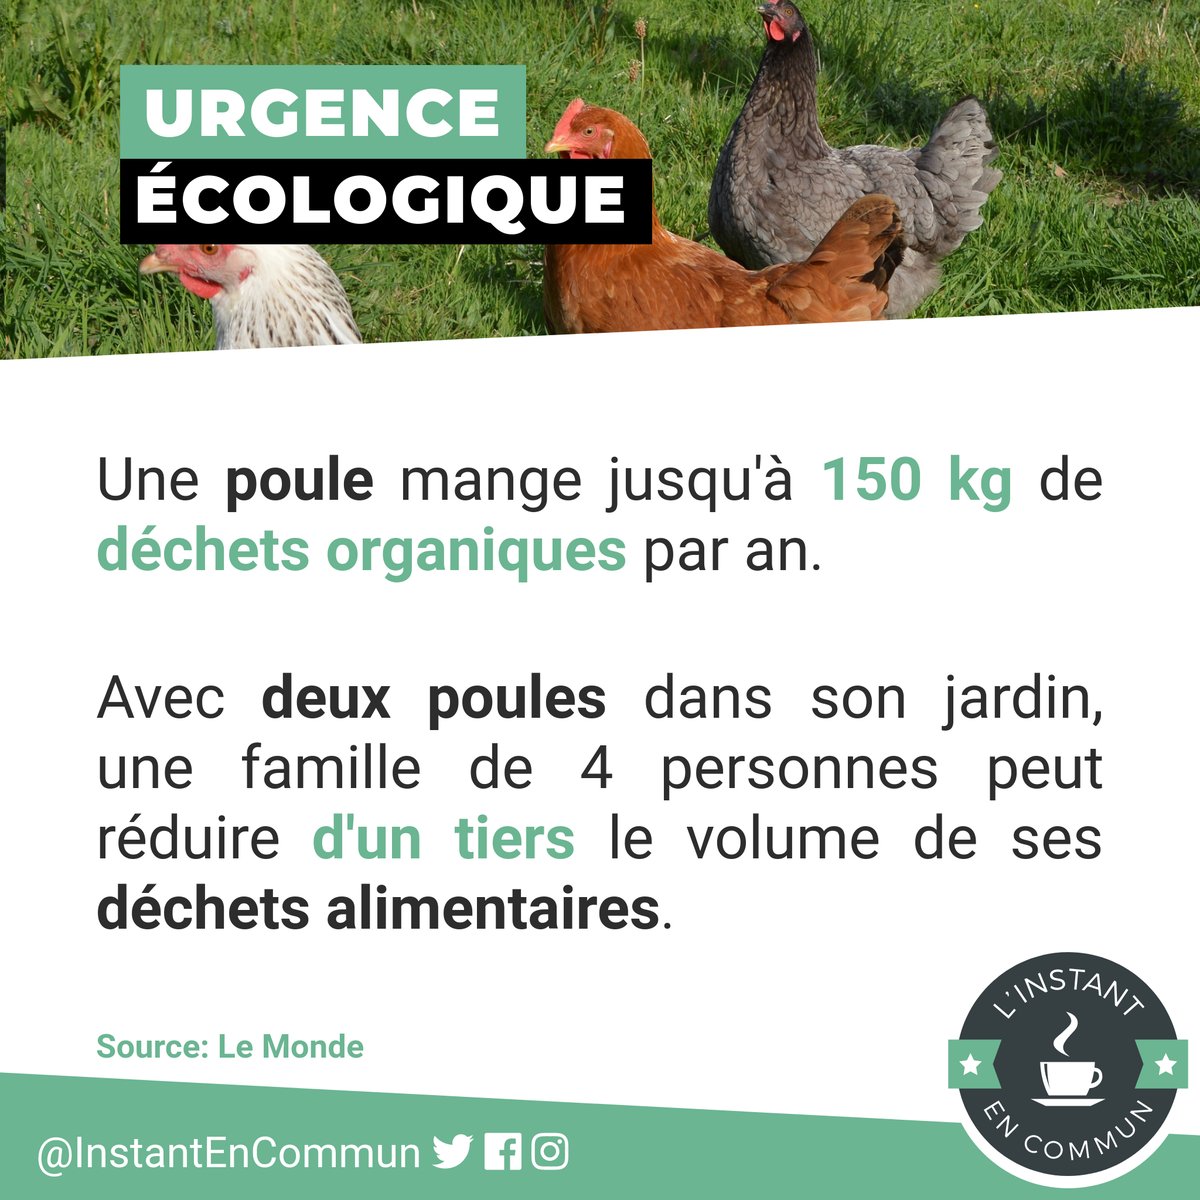 URGENCE
ÉCOLOGIQUE
Une poule mange jusqu'à 150 kg de
déchets organiques par an.
Avec deux poules dans son jardin,
une famille de 4 personnes peut
réduire d'un tiers le volume de ses
déchets alimentaires.
Source: Le Monde
L'INSTANT
EN COMMUN
@InstantEnCommun